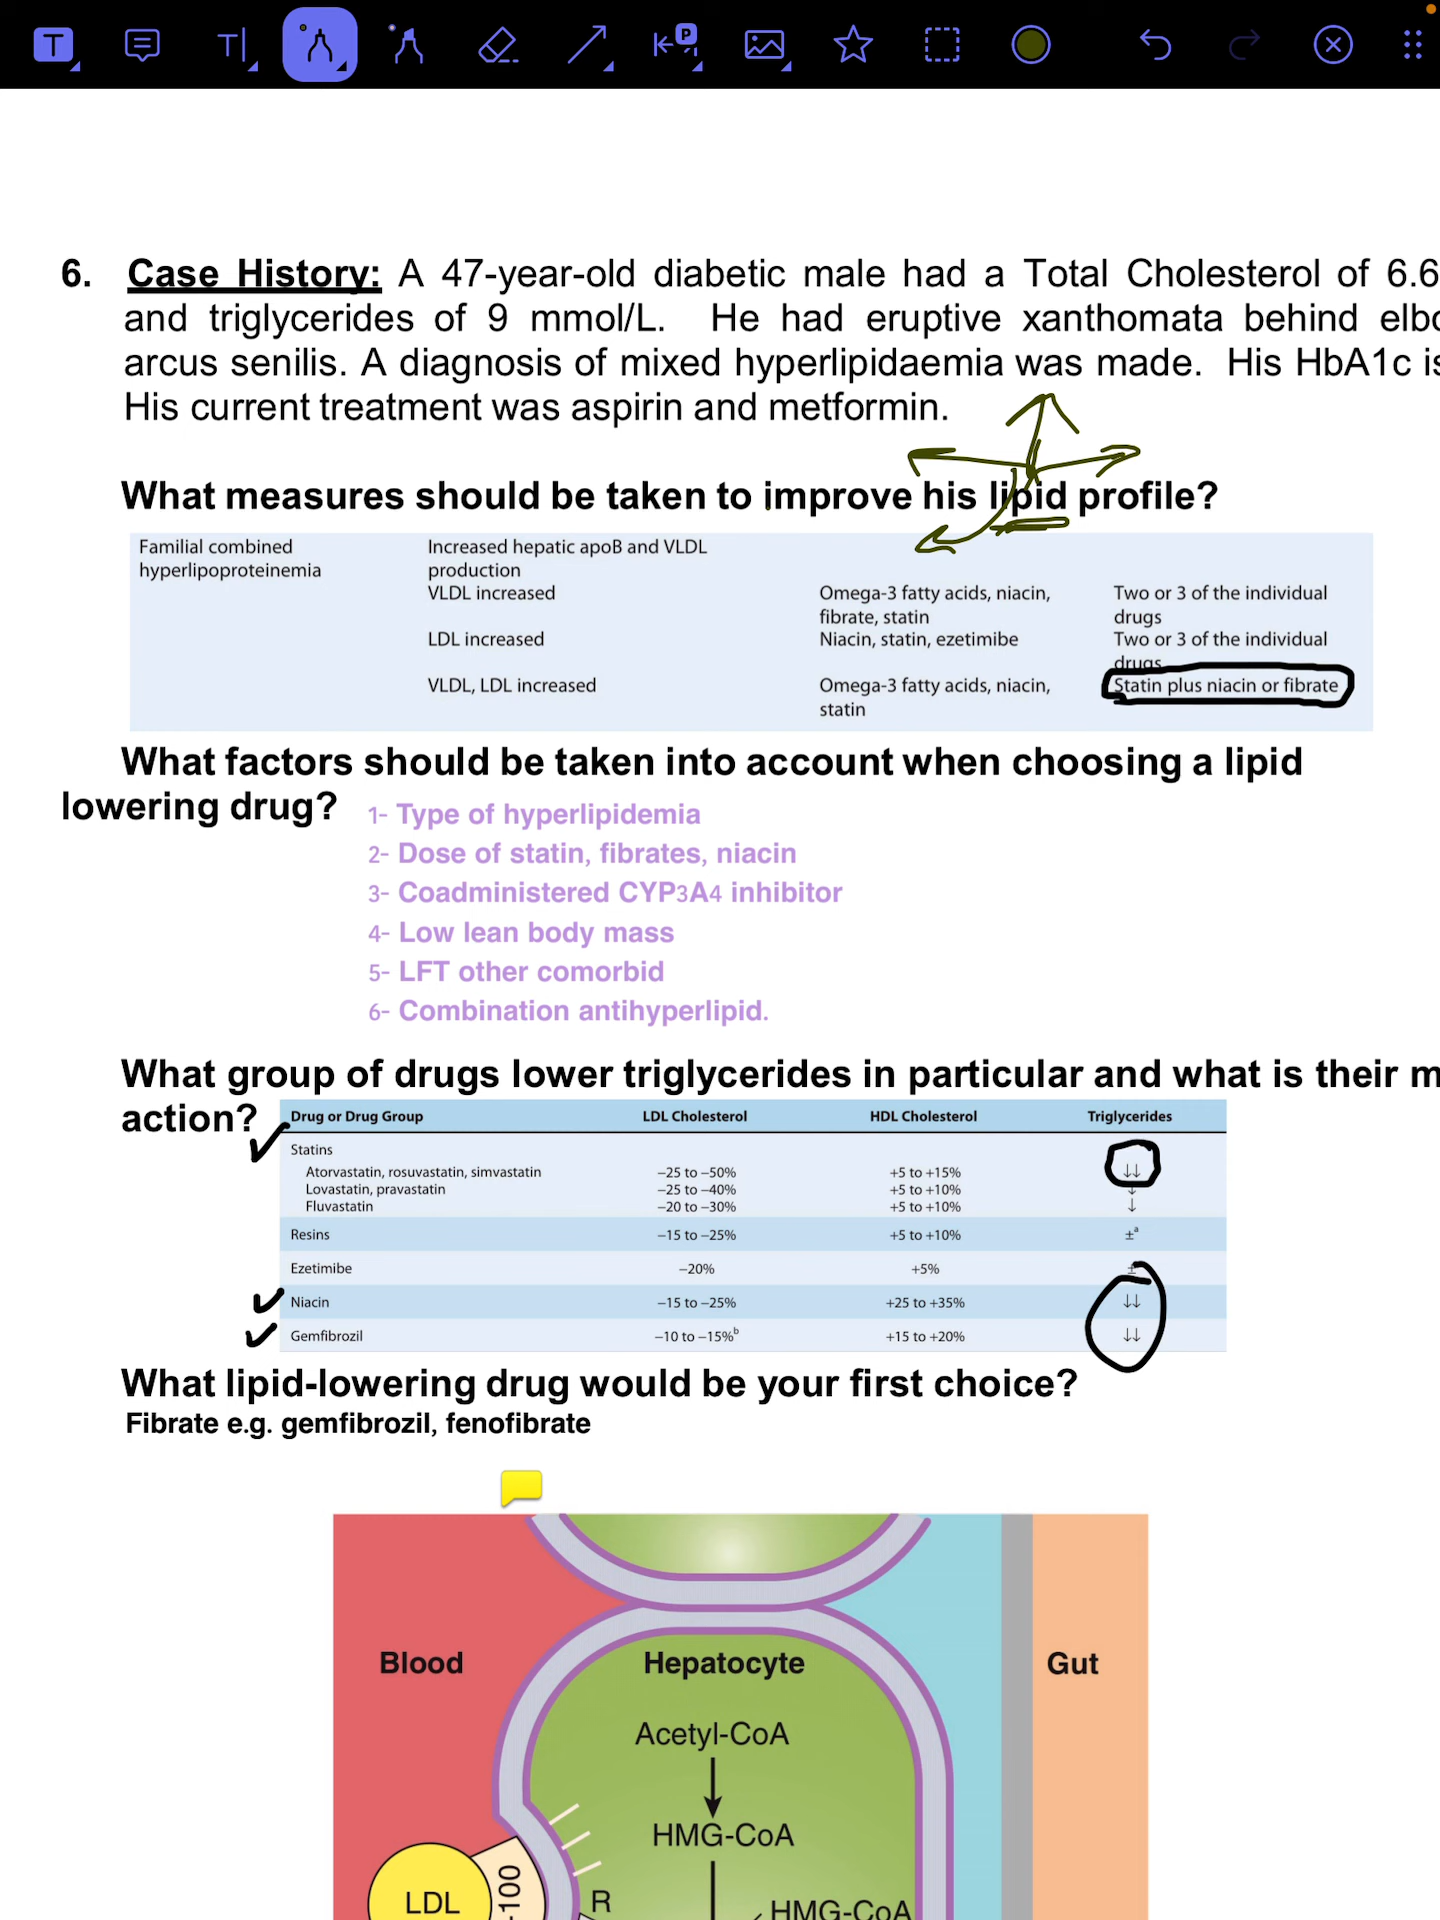 6. Case History: A 47-year-old diabetic male had a Total Cholesterol of 6.6
and triglycerides of 9 mmol/L. He had eruptive xanthomata behind elbo
arcus senilis. A diagnosis of mixed hyperlipidaemia was made. His HbA1c is
His current treatment was aspirin and metformin.
What measures should be taken to improve his lipid profile?
Familial combined hyperlipoproteinemia
Increased hepatic apoB and VLDL production
VLDL increased
Omega-3 fatty acids, niacin, fibrate, statin
Two or 3 of the individual drugs
LDL increased
Niacin, statin, ezetimibe
Two or 3 of the individual drugs
VLDL, LDL increased
Omega-3 fatty acids, niacin, statin
Statin plus niacin or fibrate
What factors should be taken into account when choosing a lipid
lowering drug?
1- Type of hyperlipidemia
2- Dose of statin, fibrates, niacin
3- Coadministered CYP3A4 inhibitor
4- Low lean body mass
5- LFT other comorbid
6- Combination antihyperlipid.
What group of drugs lower triglycerides in particular and what is their m
action?
Drug or Drug Group LDL Cholesterol HDL Cholesterol Triglycerides
Statins
Atorvastatin, rosuvastatin, simvastatin −25 to −50% +5 to +15% ↓↓
Lovastatin, pravastatin −25 to −40% +5 to +10% ↓
Fluvastatin −20 to −30% +5 to +10% ↓
Resins −15 to −25% +5 to +10% ±a
Ezetimibe −20% +5% ±
Niacin −15 to −25% +25 to +35% ↓↓
Gemfibrozil −10 to −15%b +15 to +20% ↓↓
What lipid-lowering drug would be your first choice?
Fibrate e.g. gemfibrozil, fenofibrate
Blood Hepatocyte Gut
Acetyl-CoA
HMG-CoA
LDL
-100
R
HMG-CoA